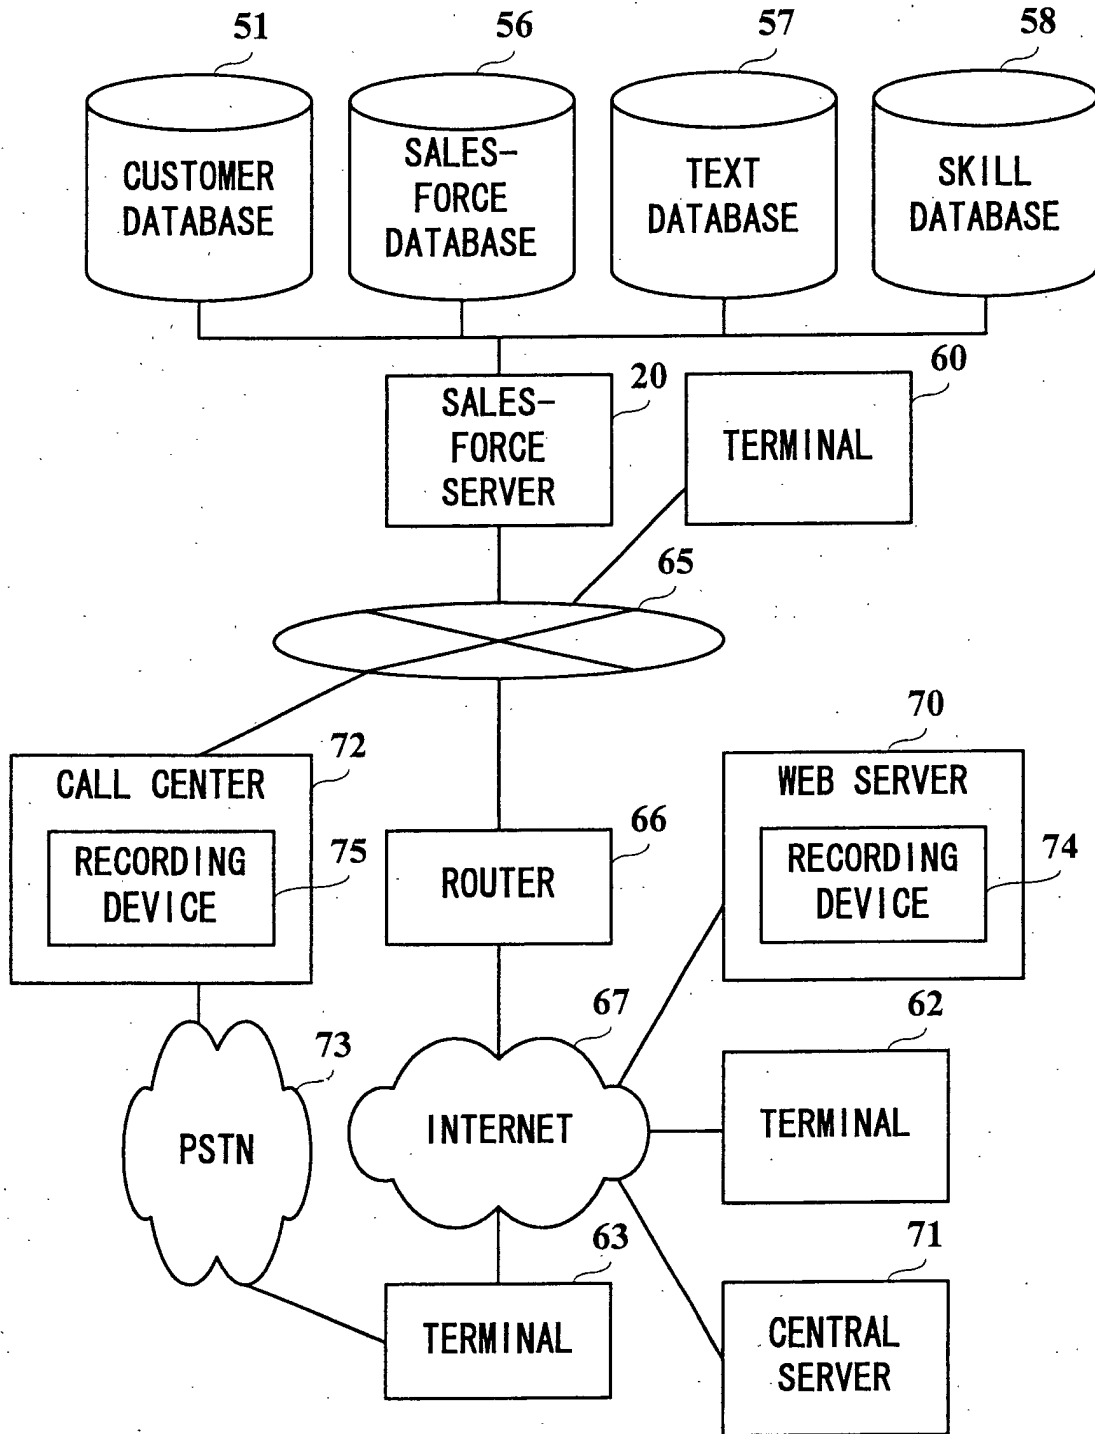 51
56
57
58
CUSTOMER
DATABASE
SALES-
FORCE
DATABASE
TEXT
DATABASE
SKILL
DATABASE
20
60
SALES-
FORCE
SERVER
TERMINAL
65
72
70
CALL CENTER
WEB SERVER
RECORDING
DEVICE
75
66
ROUTER
RECORDING
DEVICE
74
73
67
62
PSTN
INTERNET
TERMINAL
63
71
TERMINAL
CENTRAL
SERVER